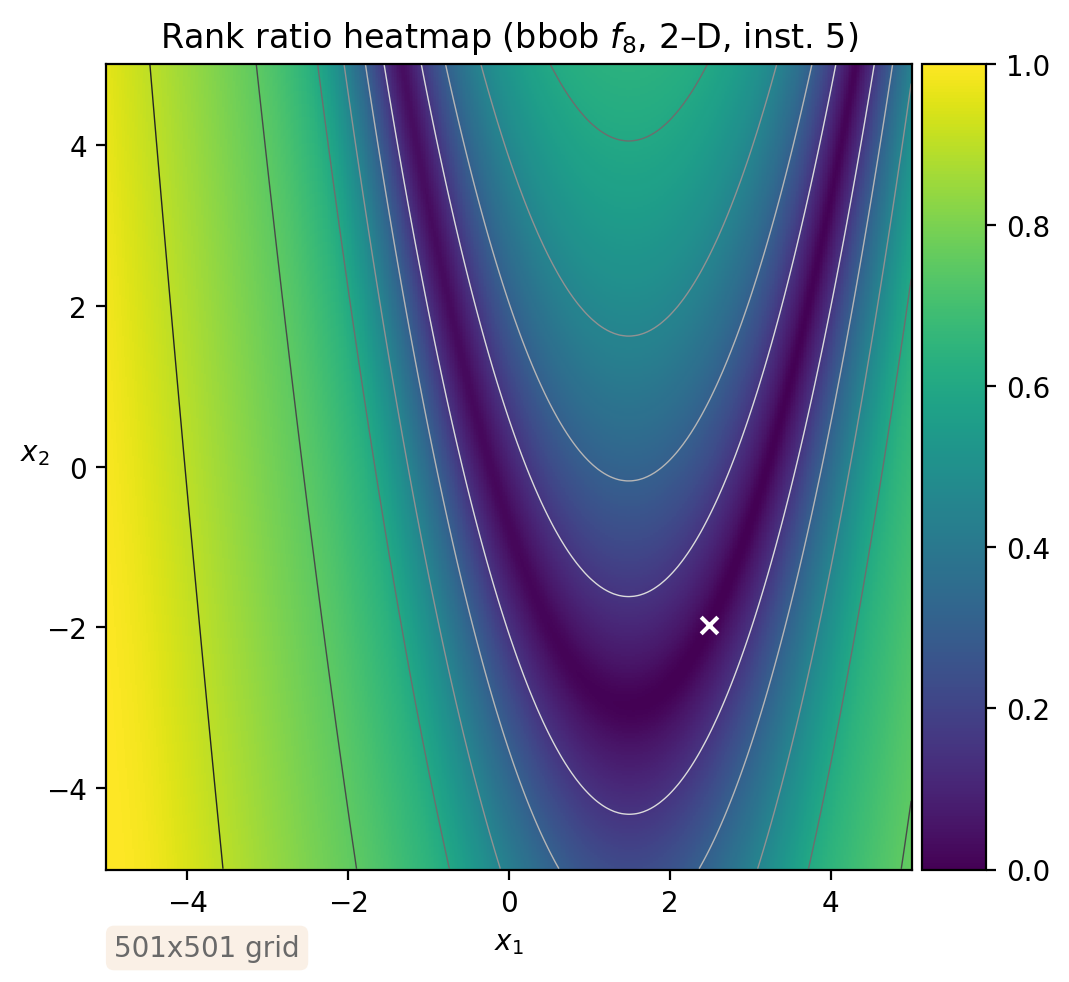 Rank ratio heatmap (bbob f₈, 2–D, inst. 5)
1.0
4
0.8
2
0.6
x₂
0
0.4
−2
0.2
−4
0.0
−4 −2 0 2 4
x₁
501x501 grid